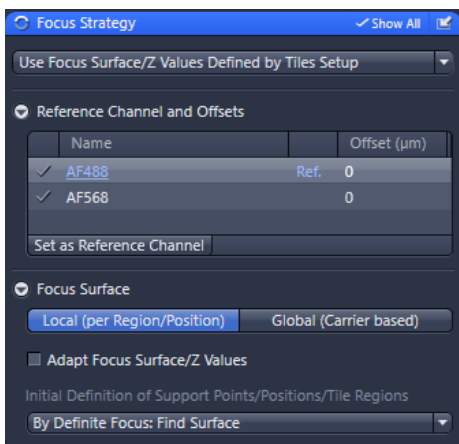 Focus Strategy
Show All
Use Focus Surface/Z Values Defined by Tiles Setup
Reference Channel and Offsets
Name Offset (µm)
AF488 Ref. 0
AF568 0
Set as Reference Channel
Focus Surface
Local (per Region/Position) Global (Carrier based)
Adapt Focus Surface/Z Values
Initial Definition of Support Points/Positions/Tile Regions
By Definite Focus: Find Surface